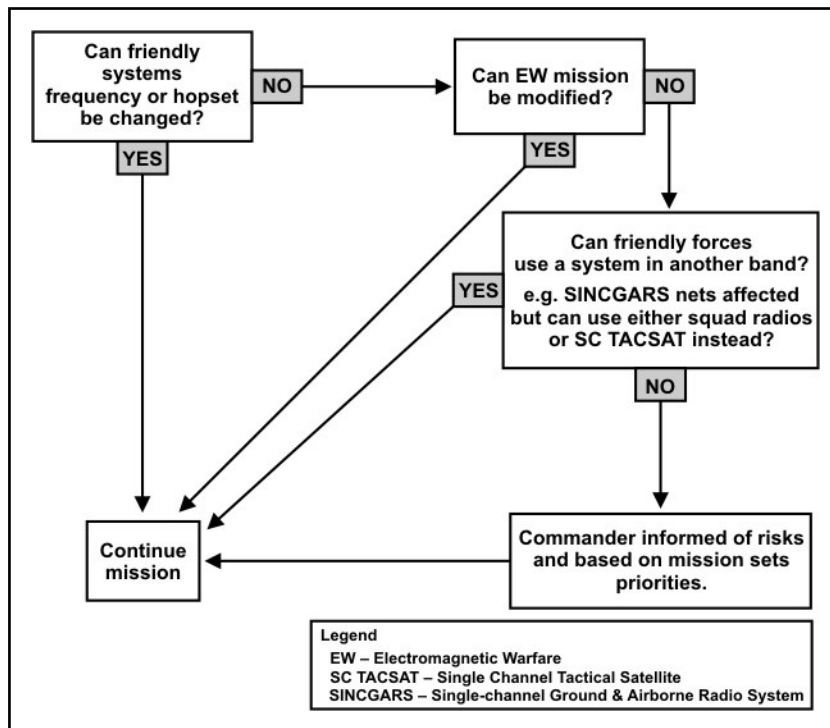 Can friendly
systems
frequency or hopset
be changed?
NO
YES
Can EW mission
be modified?
NO
YES
Can friendly forces
use a system in another band?
e.g. SINCGARS nets affected
but can use either squad radios
or SC TACSAT instead?
YES
NO
Continue
mission
Commander informed of risks
and based on mission sets
priorities.
Legend
EW – Electromagnetic Warfare
SC TACSAT – Single Channel Tactical Satellite
SINCGARS – Single-channel Ground & Airborne Radio System